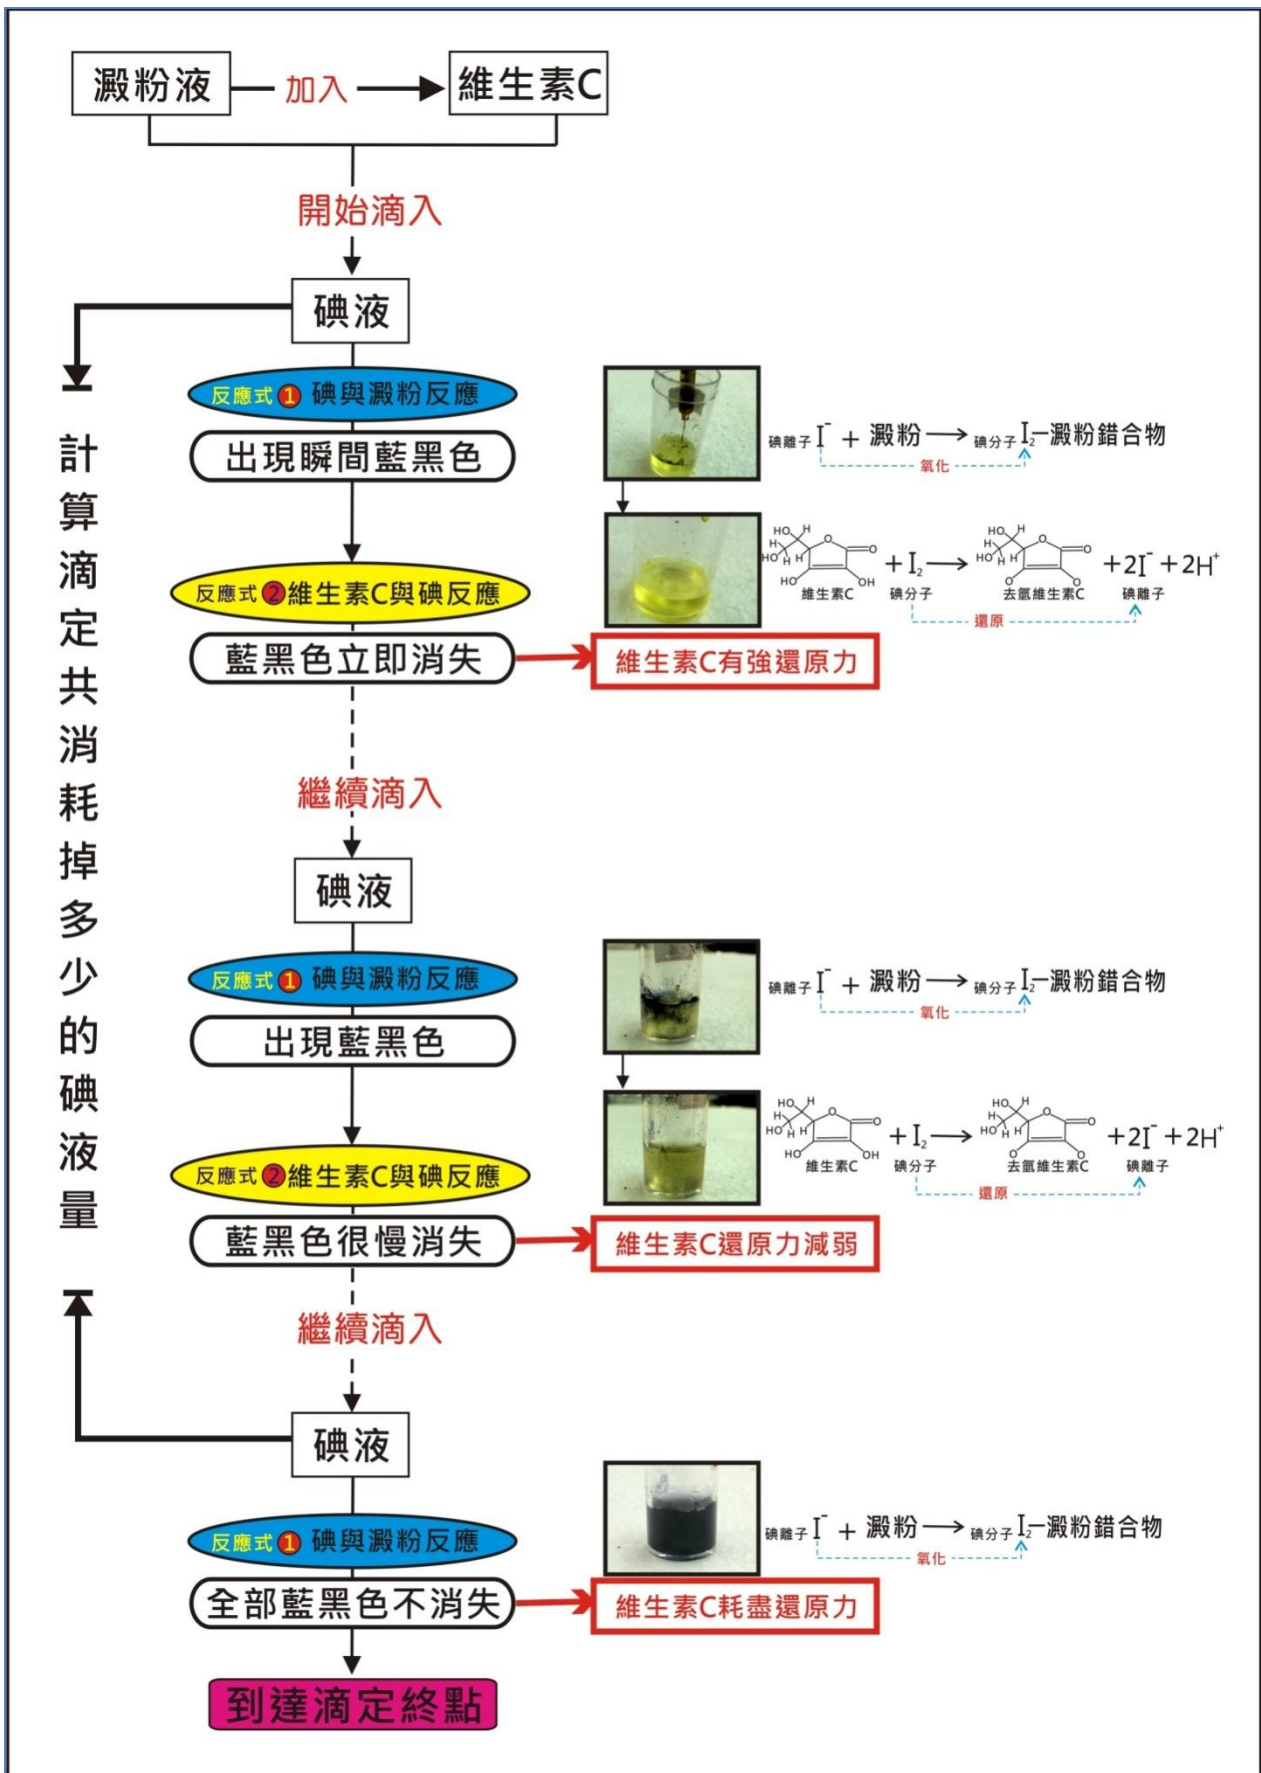 澱粉液 加入 維生素C
開始滴入
碘液
反應式 1 碘與澱粉反應
出現瞬間藍黑色
碘離子 I⁻ + 澱粉 → 碘分子 I₂−澱粉錯合物
氧化
反應式 2 維生素C與碘反應
藍黑色立即消失
HO H H HO H H O O HO OH + I₂ → HO H H HO H H O O O O + 2I⁻ + 2H⁺
維生素C 碘分子 去氫維生素C 碘離子
還原
維生素C有強還原力
計算滴定共消耗掉多少的碘液量
繼續滴入
碘液
反應式 1 碘與澱粉反應
出現藍黑色
碘離子 I⁻ + 澱粉 → 碘分子 I₂−澱粉錯合物
氧化
反應式 2 維生素C與碘反應
藍黑色很慢消失
HO H H HO H H O O HO OH + I₂ → HO H H HO H H O O O O + 2I⁻ + 2H⁺
維生素C 碘分子 去氫維生素C 碘離子
還原
維生素C還原力減弱
繼續滴入
碘液
反應式 1 碘與澱粉反應
全部藍黑色不消失
碘離子 I⁻ + 澱粉 → 碘分子 I₂−澱粉錯合物
氧化
維生素C耗盡還原力
到達滴定終點